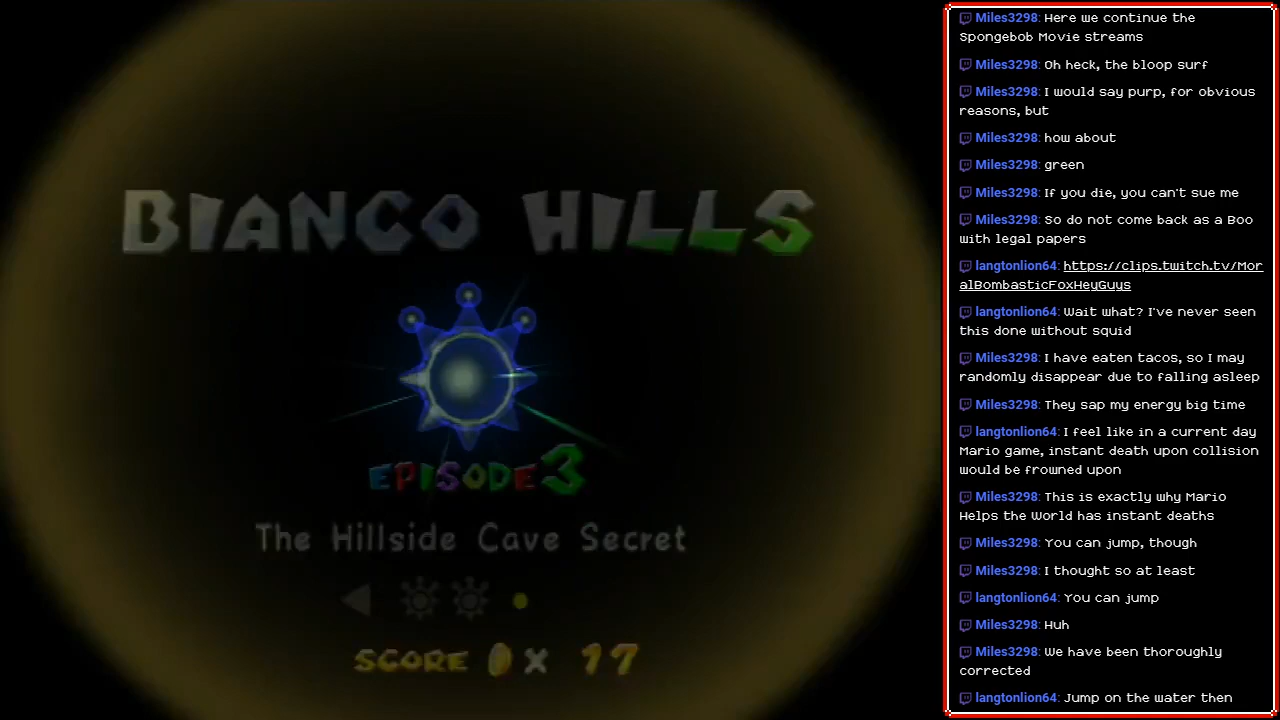 BIANCO HILLS
EPISODE 3
The Hillside Cave Secret
SCORE x 17
Miles3298: Here we continue the
Spongebob Movie streams
Miles3298: Oh heck, the bloop surf
Miles3298: I would say purp, for obvious
reasons, but
Miles3298: how about
Miles3298: green
Miles3298: If you die, you can't sue me
Miles3298: So do not come back as a Boo
with legal papers
langtonlion64: https://clips.twitch.tv/Mor
alBombasticFoxHeyGuys
langtonlion64: Wait what? I've never seen
this done without squid
Miles3298: I have eaten tacos, so I may
randomly disappear due to falling asleep
Miles3298: They sap my energy big time
langtonlion64: I feel like in a current day
Mario game, instant death upon collision
would be frowned upon
Miles3298: This is exactly why Mario
Helps the World has instant deaths
Miles3298: You can jump, though
Miles3298: I thought so at least
langtonlion64: You can jump
Miles3298: Huh
Miles3298: We have been thoroughly
corrected
langtonlion64: Jump on the water then